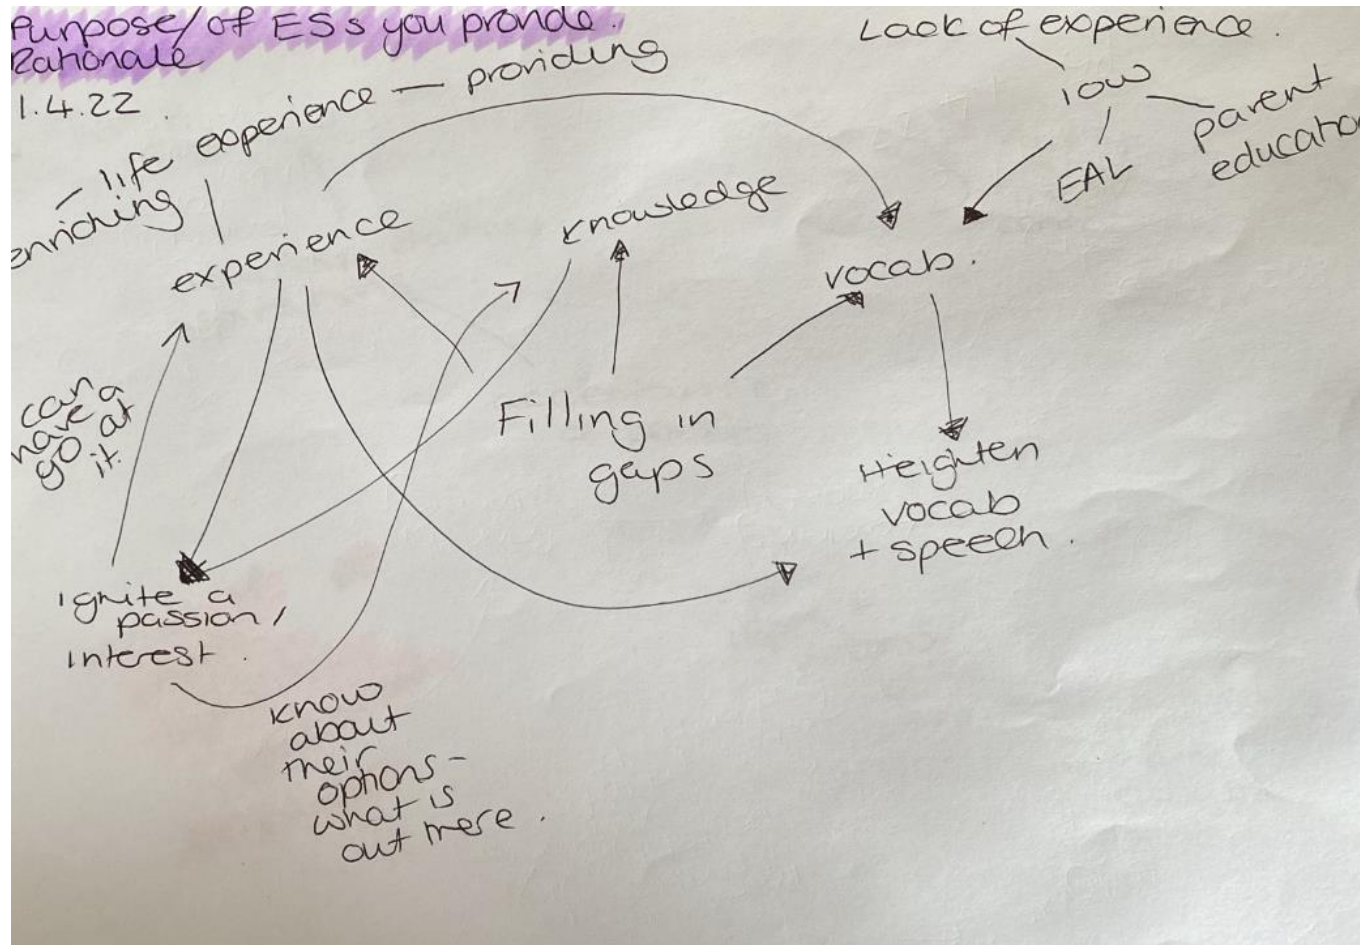 Purpose/ of ESs you provide.
Rationale
1.4.22.
Lack of experience.
low
EAL
parent
education
enriching – life experience – providing
experience
knowledge
vocab.
can
have a
go at
it.
Filling in
gaps
Heighten
vocab
+ speech.
Ignite a
passion/
interest.
Know
about
their
options-
what is
out there.